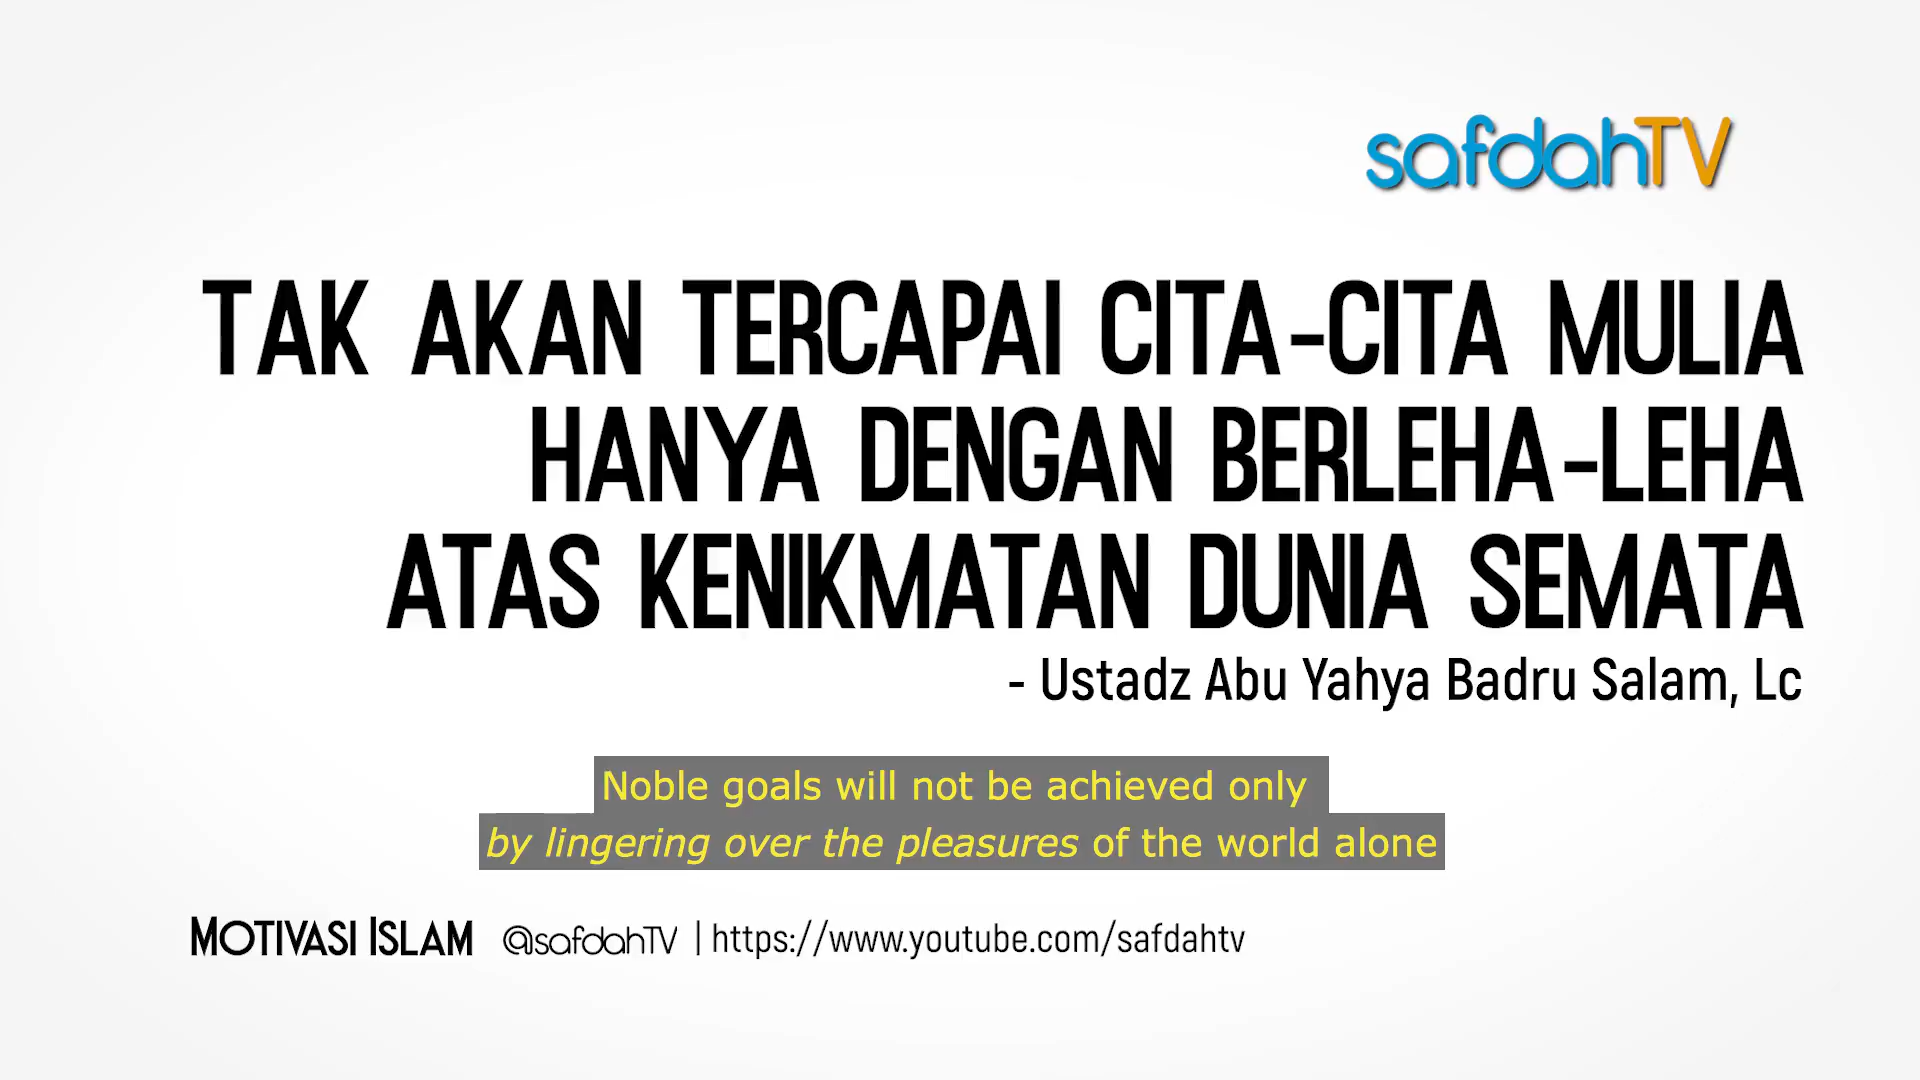 safdahTV
TAK AKAN TERCAPAI CITA-CITA MULIA
HANYA DENGAN BERLEHA-LEHA
ATAS KENIKMATAN DUNIA SEMATA
- Ustadz Abu Yahya Badru Salam, Lc
Noble goals will not be achieved only
by lingering over the pleasures of the world alone
MOTIVASI ISLAM @safdahTV | https://www.youtube.com/safdahtv